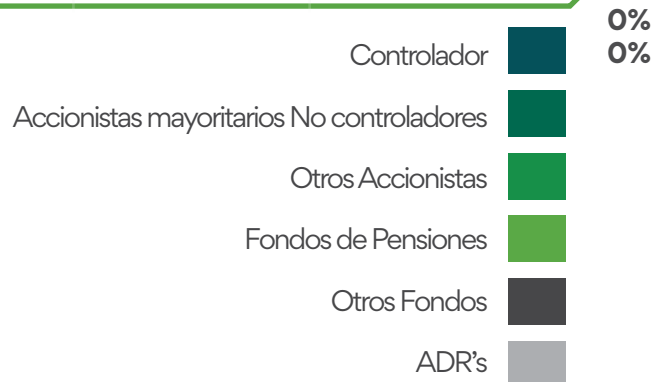 0%
Controlador
0%
Accionistas mayoritarios No controladores
Otros Accionistas
Fondos de Pensiones
Otros Fondos
ADR's